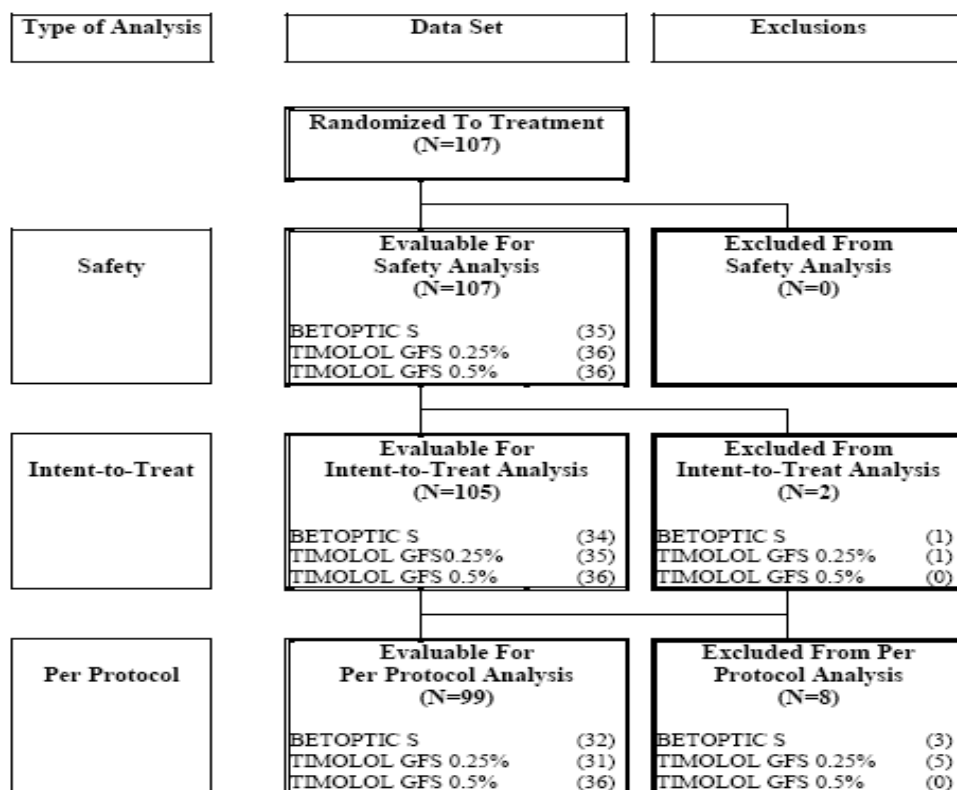 Type of Analysis
Data Set
Exclusions
Randomized To Treatment
(N=107)
Safety
Evaluable For
Safety Analysis
(N=107)
BETOPTIC S (35)
TIMOLOL GFS 0.25% (36)
TIMOLOL GFS 0.5% (36)
Excluded From
Safety Analysis
(N=0)
Intent-to-Treat
Evaluable For
Intent-to-Treat Analysis
(N=105)
BETOPTIC S (34)
TIMOLOL GFS0.25% (35)
TIMOLOL GFS 0.5% (36)
Excluded From
Intent-to-Treat Analysis
(N=2)
BETOPTIC S (1)
TIMOLOL GFS 0.25% (1)
TIMOLOL GFS 0.5% (0)
Per Protocol
Evaluable For
Per Protocol Analysis
(N=99)
BETOPTIC S (32)
TIMOLOL GFS 0.25% (31)
TIMOLOL GFS 0.5% (36)
Excluded From Per
Protocol Analysis
(N=8)
BETOPTIC S (3)
TIMOLOL GFS 0.25% (5)
TIMOLOL GFS 0.5% (0)